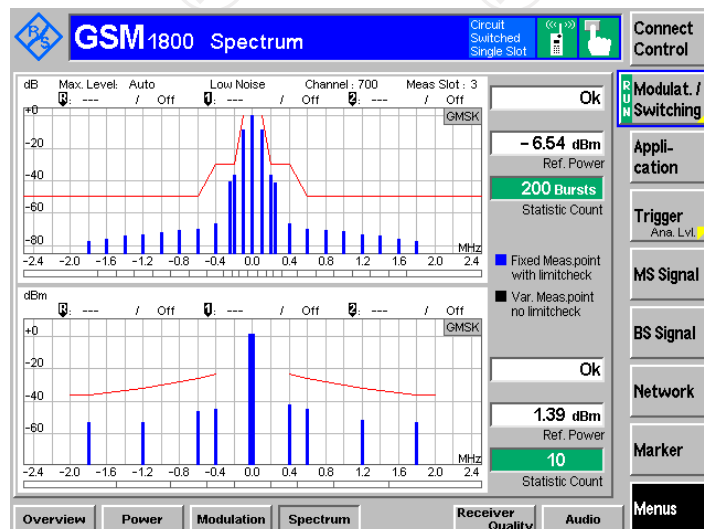 R&S
GSM1800 Spectrum
Circuit
Switched
Single Slot
Connect
Control
dB Max. Level: Auto Low Noise Channel : 700 Meas Slot : 3
R: --- / Off 1: --- / Off 2: --- / Off
GMSK
+0
-20
-40
-60
-80
MHz
-2.4 -2.0 -1.6 -1.2 -0.8 -0.4 0.0 0.4 0.8 1.2 1.6 2.0 2.4
Ok
- 6.54 dBm
Ref. Power
200 Bursts
Statistic Count
Fixed Meas.point
with limitcheck
Var. Meas.point
no limitcheck
dBm
R: --- / Off 1: --- / Off 2: --- / Off
GMSK
+0
-20
-40
-60
MHz
-2.4 -2.0 -1.6 -1.2 -0.8 -0.4 0.0 0.4 0.8 1.2 1.6 2.0 2.4
Ok
1.39 dBm
Ref. Power
10
Statistic Count
RUN
Modulat. /
Switching
Appli-
cation
Trigger
Ana. Lvl.
MS Signal
BS Signal
Network
Marker
Menus
Overview Power Modulation Spectrum Receiver
Quality Audio